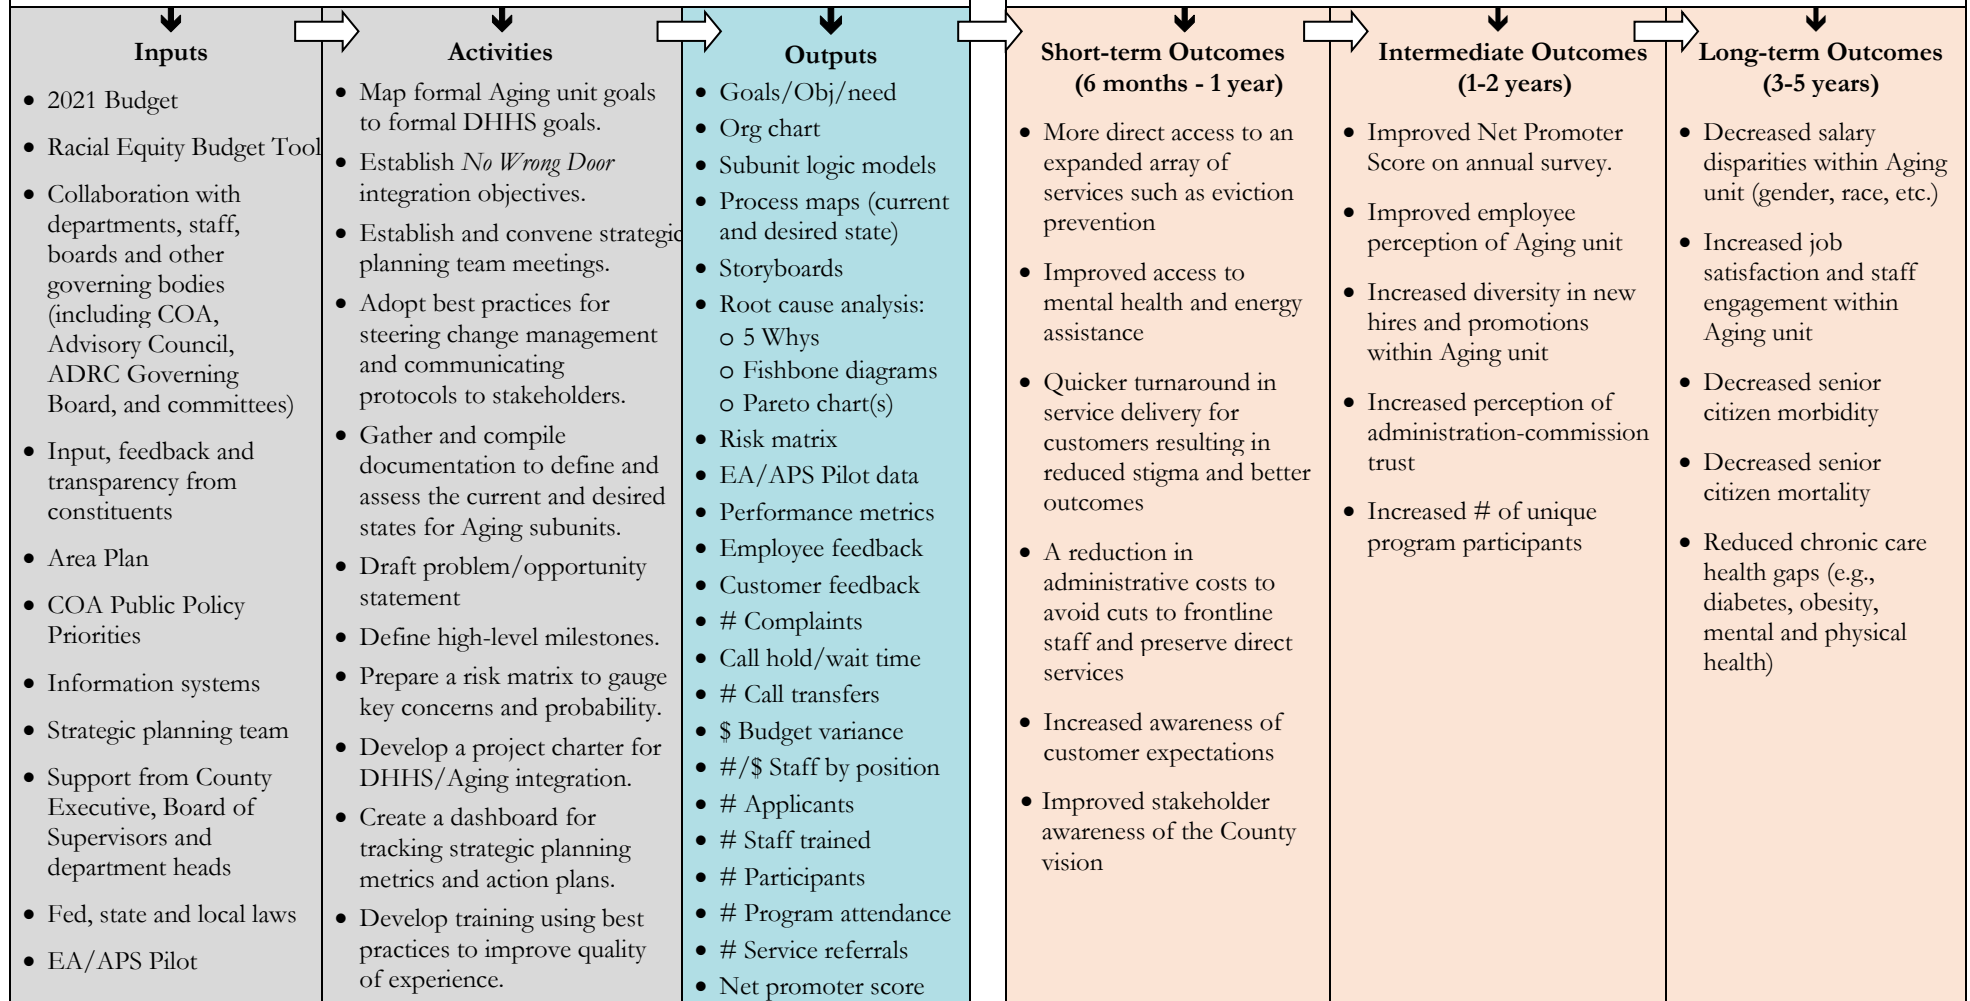 Inputs
• 2021 Budget
• Racial Equity Budget Tool
• Collaboration with
departments, staff,
boards and other
governing bodies
(including COA,
Advisory Council,
ADRC Governing
Board, and committees)
• Input, feedback and
transparency from
constituents
• Area Plan
• COA Public Policy
Priorities
• Information systems
• Strategic planning team
• Support from County
Executive, Board of
Supervisors and
department heads
• Fed, state and local laws
• EA/APS Pilot
Activities
• Map formal Aging unit goals
to formal DHHS goals.
• Establish No Wrong Door
integration objectives.
• Establish and convene strategic
planning team meetings.
• Adopt best practices for
steering change management
and communicating
protocols to stakeholders.
• Gather and compile
documentation to define and
assess the current and desired
states for Aging subunits.
• Draft problem/opportunity
statement
• Define high-level milestones.
• Prepare a risk matrix to gauge
key concerns and probability.
• Develop a project charter for
DHHS/Aging integration.
• Create a dashboard for
tracking strategic planning
metrics and action plans.
• Develop training using best
practices to improve quality
of experience.
Outputs
• Goals/Obj/need
• Org chart
• Subunit logic models
• Process maps (current
and desired state)
• Storyboards
• Root cause analysis:
o 5 Whys
o Fishbone diagrams
o Pareto chart(s)
• Risk matrix
• EA/APS Pilot data
• Performance metrics
• Employee feedback
• Customer feedback
• # Complaints
• Call hold/wait time
• # Call transfers
• $ Budget variance
• #/$ Staff by position
• # Applicants
• # Staff trained
• # Participants
• # Program attendance
• # Service referrals
• Net promoter score
Short-term Outcomes
(6 months - 1 year)
• More direct access to an
expanded array of
services such as eviction
prevention
• Improved access to
mental health and energy
assistance
• Quicker turnaround in
service delivery for
customers resulting in
reduced stigma and better
outcomes
• A reduction in
administrative costs to
avoid cuts to frontline
staff and preserve direct
services
• Increased awareness of
customer expectations
• Improved stakeholder
awareness of the County
vision
Intermediate Outcomes
(1-2 years)
• Improved Net Promoter
Score on annual survey.
• Improved employee
perception of Aging unit
• Increased diversity in new
hires and promotions
within Aging unit
• Increased perception of
administration-commission
trust
• Increased # of unique
program participants
Long-term Outcomes
(3-5 years)
• Decreased salary
disparities within Aging
unit (gender, race, etc.)
• Increased job
satisfaction and staff
engagement within
Aging unit
• Decreased senior
citizen morbidity
• Decreased senior
citizen mortality
• Reduced chronic care
health gaps (e.g.,
diabetes, obesity,
mental and physical
health)